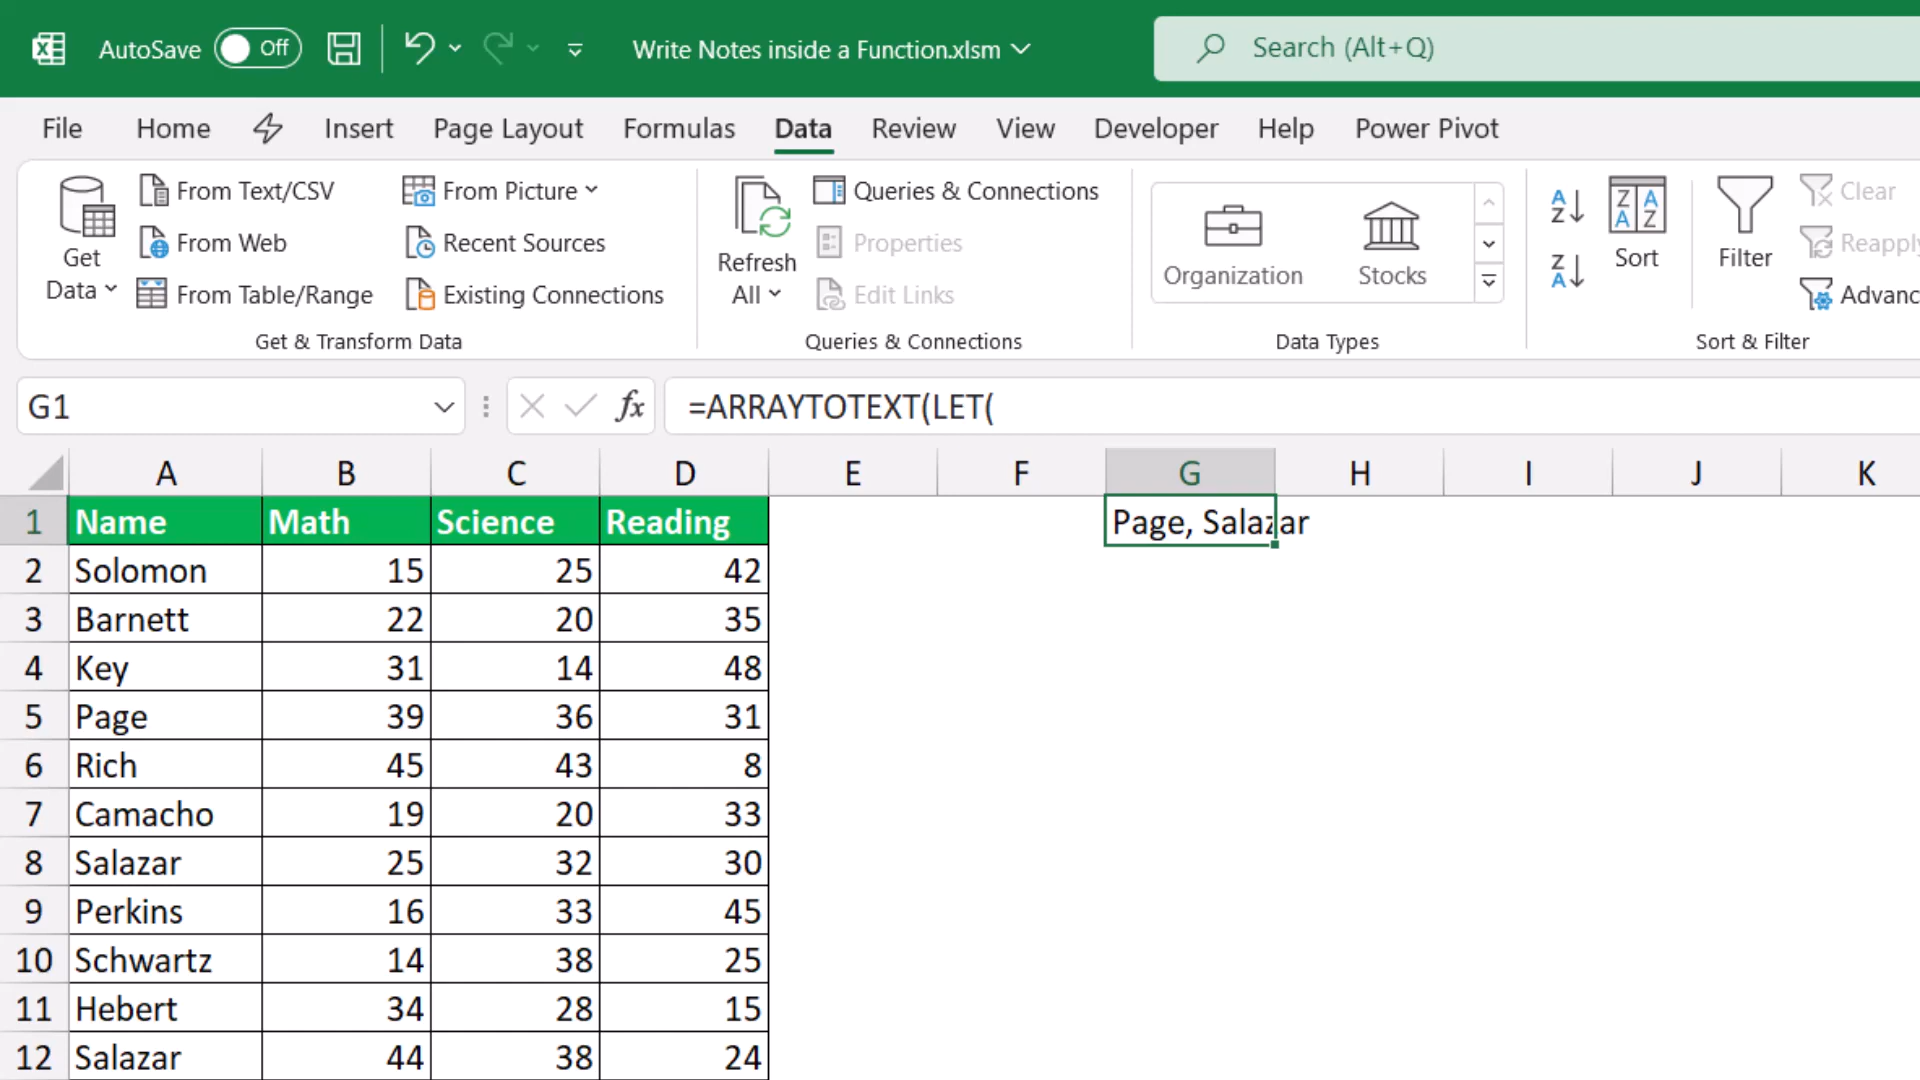 AutoSave Off Write Notes inside a Function.xlsm Search (Alt+Q)
File Home Insert Page Layout Formulas Data Review View Developer Help Power Pivot
Get Data
From Text/CSV
From Web
From Table/Range
From Picture
Recent Sources
Existing Connections
Get & Transform Data
Refresh All
Queries & Connections
Properties
Edit Links
Queries & Connections
Organization Stocks
Data Types
Sort
Filter
Clear
Reapply
Advanc
Sort & Filter
G1 fx =ARRAYTOTEXT(LET(
A B C D E F G H I J K
1 Name Math Science Reading Page, Salazar
2 Solomon 15 25 42
3 Barnett 22 20 35
4 Key 31 14 48
5 Page 39 36 31
6 Rich 45 43 8
7 Camacho 19 20 33
8 Salazar 25 32 30
9 Perkins 16 33 45
10 Schwartz 14 38 25
11 Hebert 34 28 15
12 Salazar 44 38 24